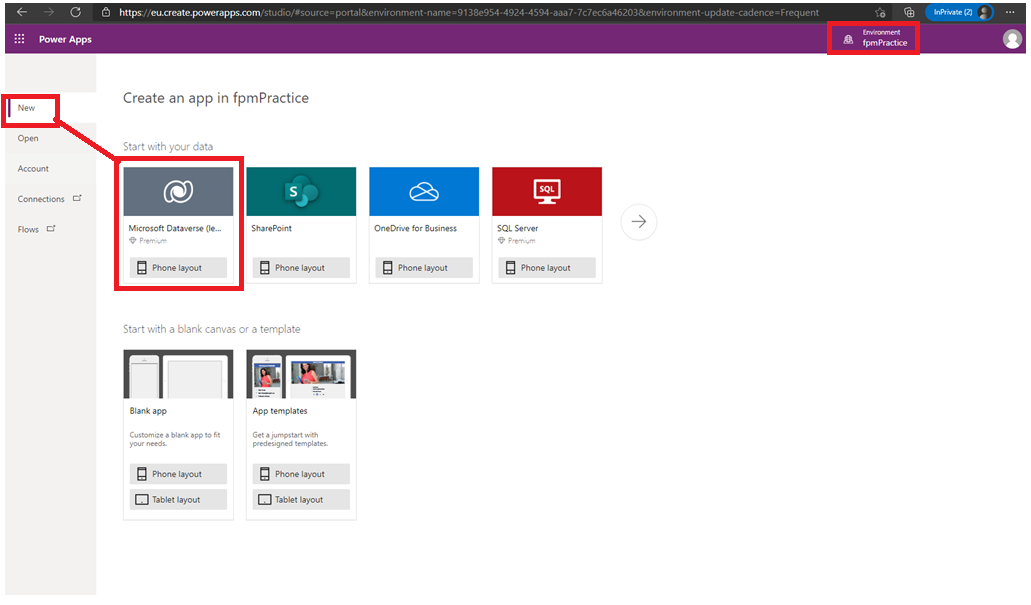 https://eu.create.powerapps.com/studio/#source=portal&environment-name=9138e954-4924-4594-aaa7-7c7ec6a46203&environment-update-cadence=Frequent
InPrivate (2)
Power Apps
Environment
fpmPractice
New
Open
Account
Connections
Flows
Create an app in fpmPractice
Start with your data
Microsoft Dataverse (le...
Premium
Phone layout
S
SharePoint
Phone layout
OneDrive for Business
Phone layout
SQL
SQL Server
Premium
Phone layout
Start with a blank canvas or a template
Blank app
Customize a blank app to fit
your needs.
Phone layout
Tablet layout
App templates
Get a jumpstart with
predesigned templates.
Phone layout
Tablet layout